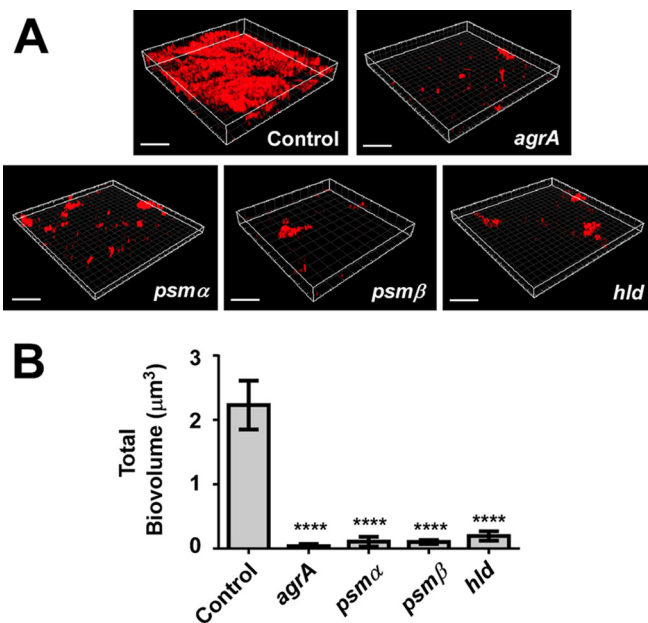 A
Control
agrA
psmα
psmβ
hld
B
Total
Biovolume (μm³)
3
2
1
0
****
****
****
****
Control
agrA
psmα
psmβ
hld